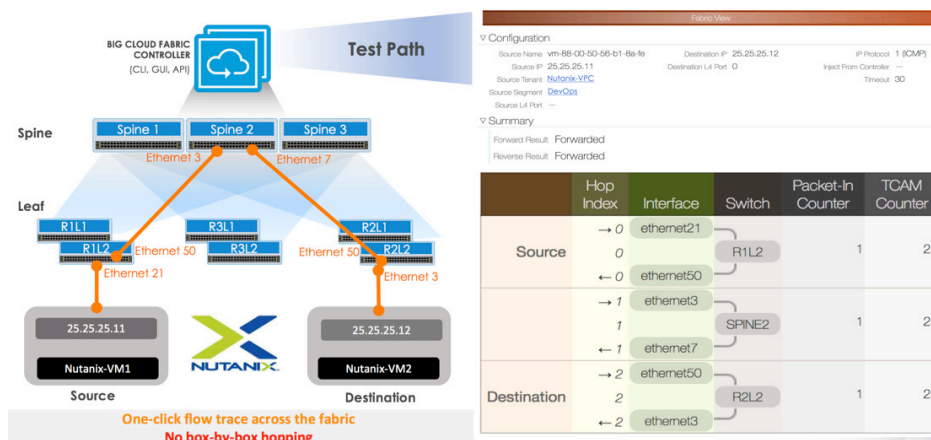 BIG CLOUD FABRIC
CONTROLLER
(CLI, GUI, API)
Test Path
Spine
Spine 1
Spine 2
Spine 3
Ethernet 3
Ethernet 7
Leaf
R1L1
R3L1
R2L1
R1L2
R3L2
R2L2
Ethernet 50
Ethernet 50
Ethernet 21
Ethernet 3
25.25.25.11
25.25.25.12
NUTANIX.
Nutanix-VM1
Nutanix-VM2
Source
Destination
One-click flow trace across the fabric
No box-by-box hopping
Fabric View
▽ Configuration
Source Name vm-88-00-50-56-b1-8a-fe Destination IP 25.25.25.12 IP Protocol 1 (ICMP)
Source IP 25.25.25.11 Destination L4 Port 0 Inject From Controller —
Source Tenant Nutanix-VPC Timeout 30
Source Segment DevOps
Source L4 Port —
▽ Summary
Forward Result Forwarded
Reverse Result Forwarded
Hop Index Interface Switch Packet-In Counter TCAM Counter
→ 0 ethernet21
Source 0 R1L2 1 2
← 0 ethernet50
→ 1 ethernet3
1 SPINE2 1 2
← 1 ethernet7
→ 2 ethernet50
Destination 2 R2L2 1 2
← 2 ethernet3